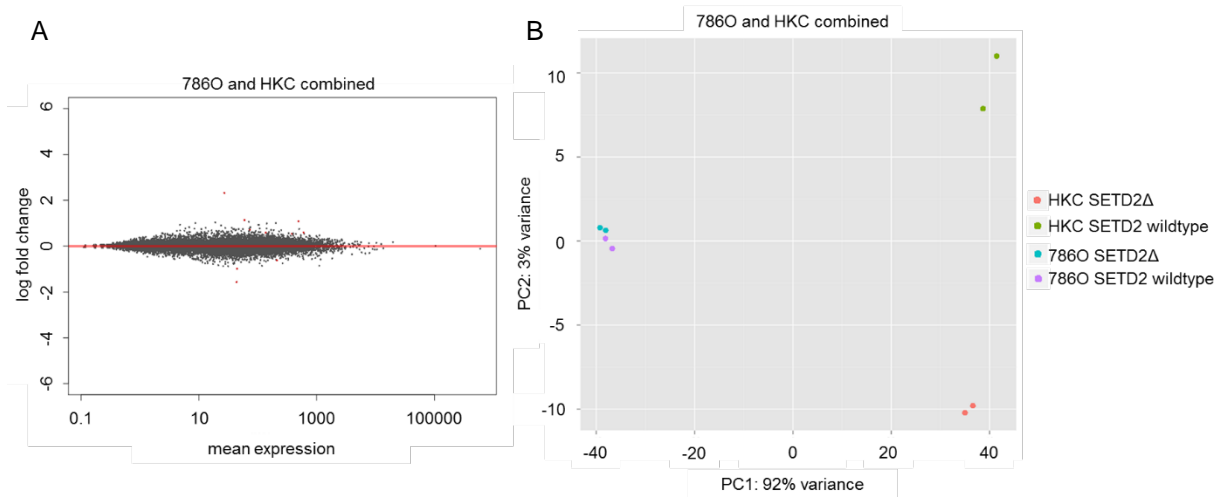 A
786O and HKC combined
6
4
2
0
-2
-4
-6
log fold change
0.1
10
1000
100000
mean expression
B
786O and HKC combined
10
5
0
-5
-10
PC2: 3% variance
-40
-20
0
20
40
PC1: 92% variance
HKC SETD2Δ
HKC SETD2 wildtype
786O SETD2Δ
786O SETD2 wildtype